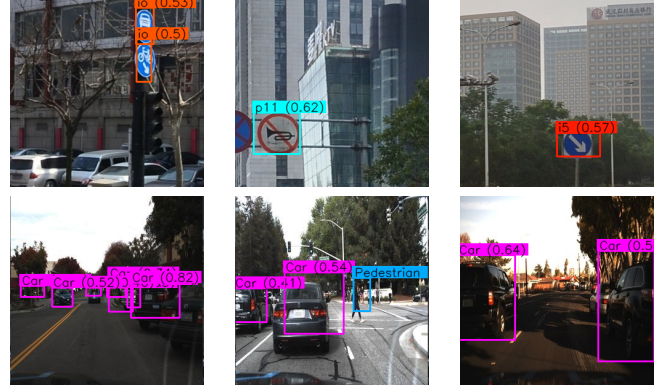 io (0.53)
io (0.5)
p11 (0.62)
i5 (0.57)
Car
Car (0.52)
Car (0.82)
Car (0.41)
Car (0.54)
Pedestrian
Car (0.64)
Car (0.5